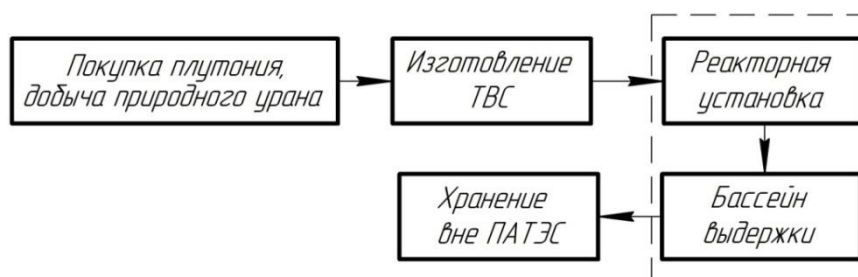 Покупка плутония,
добыча природного урана
Изготовление
ТВС
Реакторная
установка
Хранение
вне ПАТЭС
Бассейн
выдержки